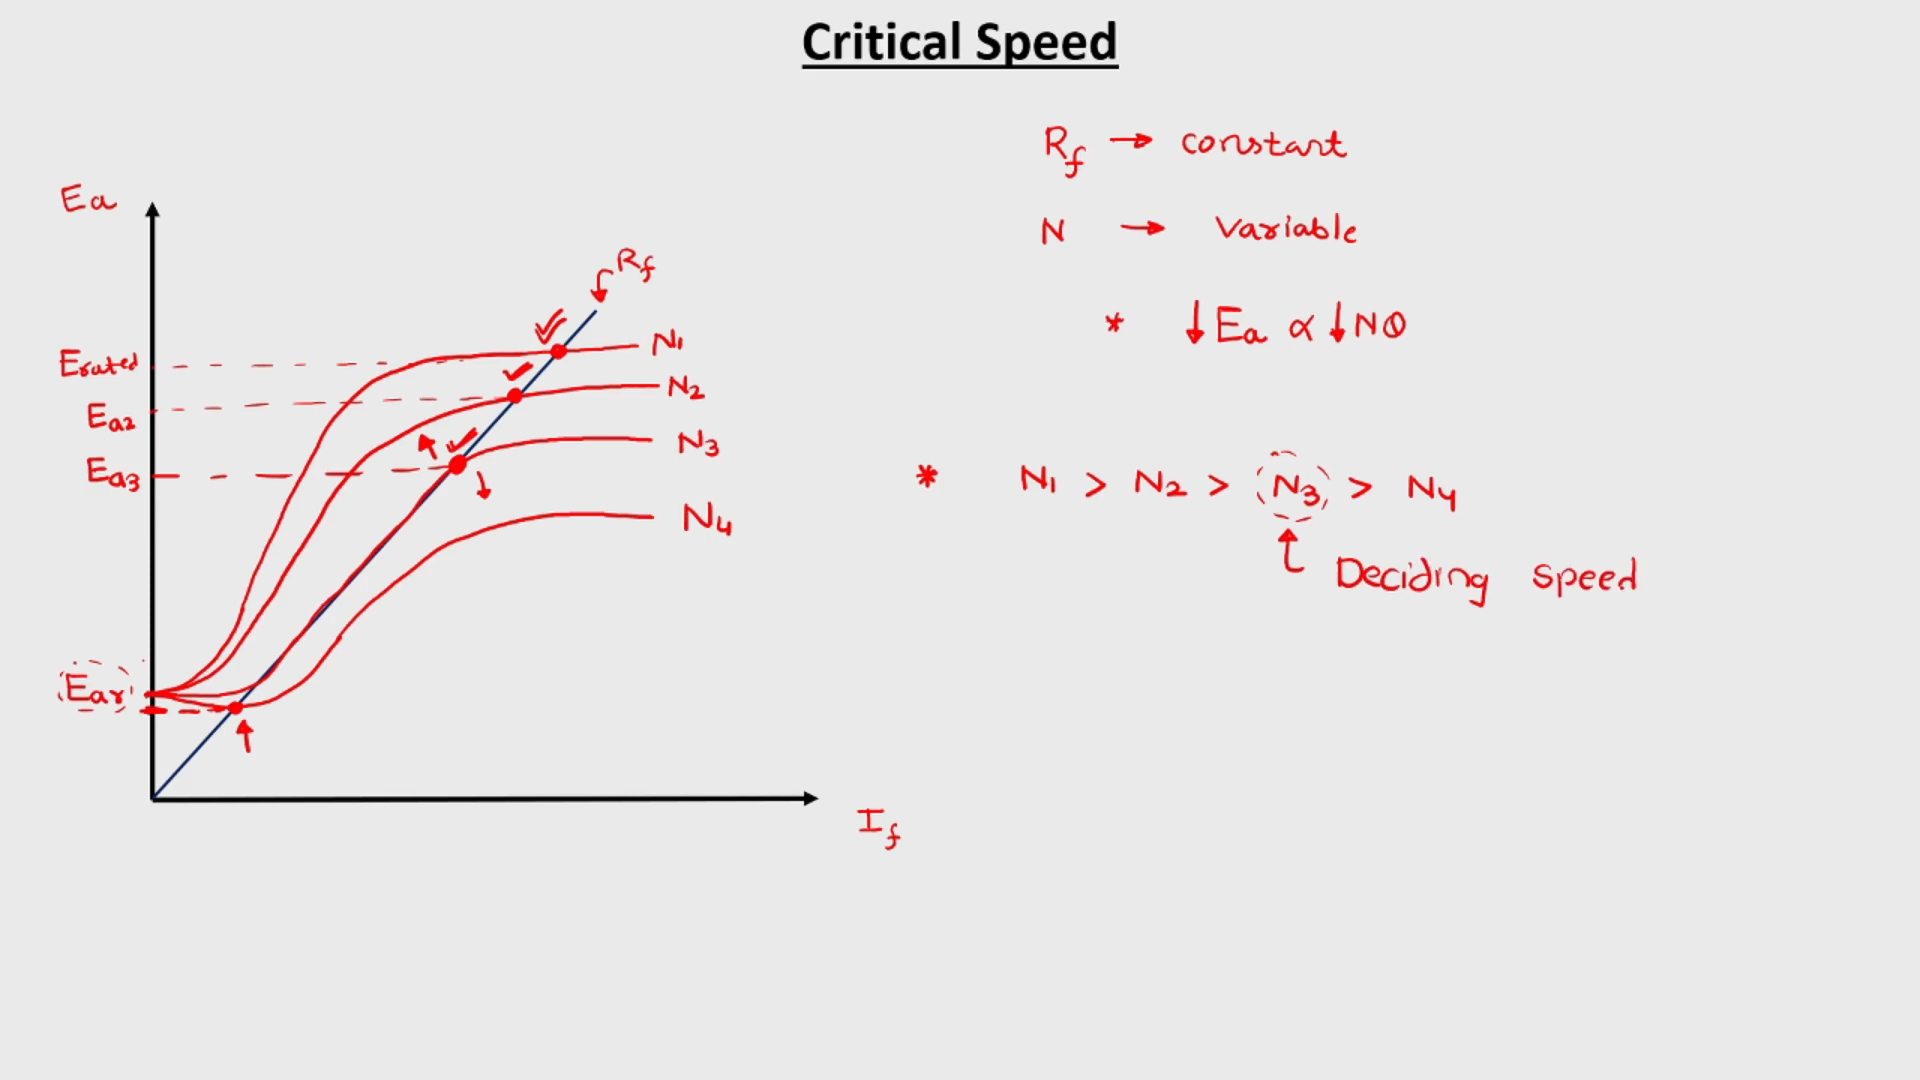 Critical Speed
Rf → constant
N → Variable
* ↓Ea ∝ ↓NΦ
* N1 > N2 > N3 > N4
Deciding speed
Ea
Rf
N1
N2
N3
N4
Erated
Ea2
Ea3
Ear
If